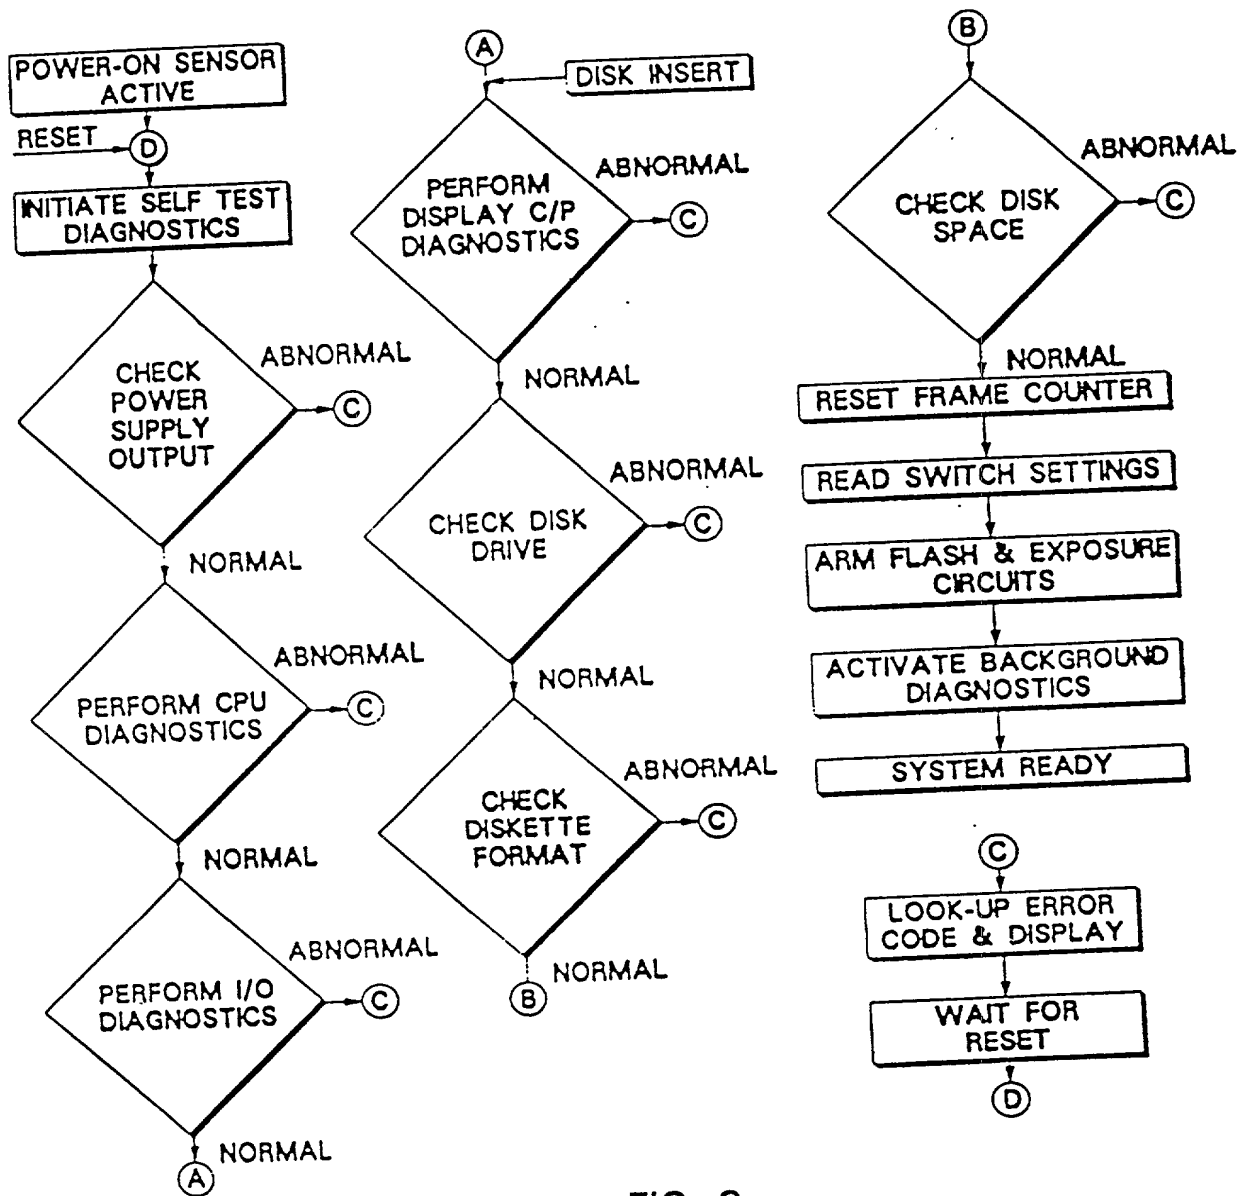 POWER-ON SENSOR
ACTIVE
RESET
D
INITIATE SELF TEST
DIAGNOSTICS
CHECK
POWER
SUPPLY
OUTPUT
ABNORMAL
C
NORMAL
PERFORM CPU
DIAGNOSTICS
ABNORMAL
C
NORMAL
PERFORM I/O
DIAGNOSTICS
ABNORMAL
C
NORMAL
A
A
DISK INSERT
PERFORM
DISPLAY C/P
DIAGNOSTICS
ABNORMAL
C
NORMAL
CHECK DISK
DRIVE
ABNORMAL
C
NORMAL
CHECK
DISKETTE
FORMAT
ABNORMAL
C
NORMAL
B
B
CHECK DISK
SPACE
ABNORMAL
C
NORMAL
RESET FRAME COUNTER
READ SWITCH SETTINGS
ARM FLASH & EXPOSURE
CIRCUITS
ACTIVATE BACKGROUND
DIAGNOSTICS
SYSTEM READY
C
LOOK-UP ERROR
CODE & DISPLAY
WAIT FOR
RESET
D